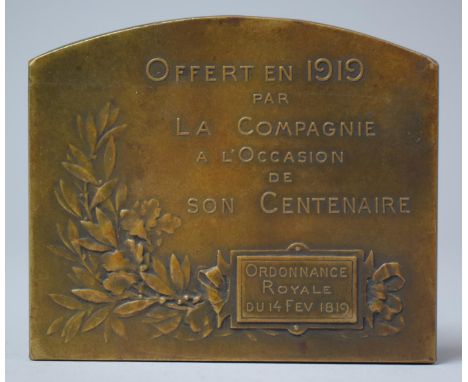 OFFERT EN 1919
PAR
LA COMPAGNIE
A L'OCCASION
DE
SON CENTENAIRE
ORDONNANCE
ROYALE
DU 14 FEV 1819